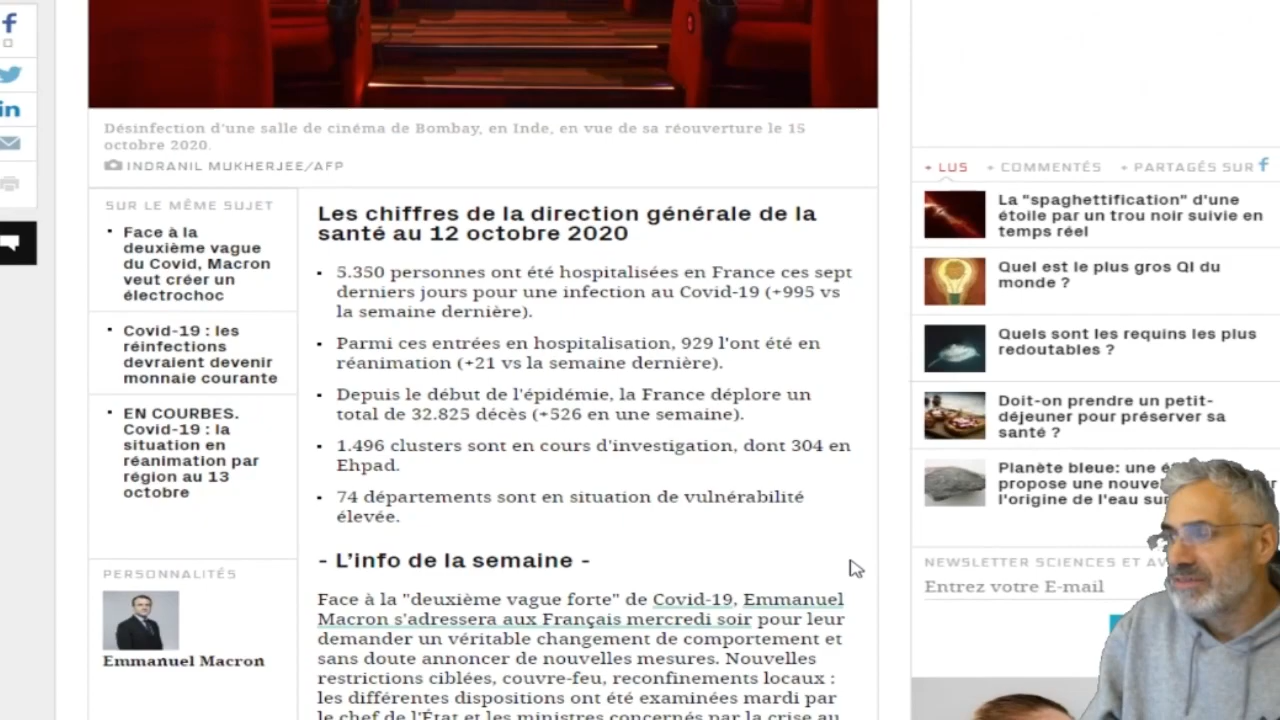 Désinfection d'une salle de cinéma de Bombay, en Inde, en vue de sa réouverture le 15
octobre 2020.
INDRANIL MUKHERJEE/AFP
SUR LE MÊME SUJET
Face à la
deuxième vague
du Covid, Macron
veut créer un
électrochoc
Covid-19 : les
réinfections
devraient devenir
monnaie courante
EN COURBES.
Covid-19 : la
situation en
réanimation par
région au 13
octobre
PERSONNALITÉS
Emmanuel Macron
Les chiffres de la direction générale de la
santé au 12 octobre 2020
5.350 personnes ont été hospitalisées en France ces sept
derniers jours pour une infection au Covid-19 (+995 vs
la semaine dernière).
Parmi ces entrées en hospitalisation, 929 l'ont été en
réanimation (+21 vs la semaine dernière).
Depuis le début de l'épidémie, la France déplore un
total de 32.825 décès (+526 en une semaine).
1.496 clusters sont en cours d'investigation, dont 304 en
Ehpad.
74 départements sont en situation de vulnérabilité
élevée.
- L'info de la semaine -
Face à la "deuxième vague forte" de Covid-19, Emmanuel
Macron s'adressera aux Français mercredi soir pour leur
demander un véritable changement de comportement et
sans doute annoncer de nouvelles mesures. Nouvelles
restrictions ciblées, couvre-feu, reconfinements locaux :
les différentes dispositions ont été examinées mardi par
le chef de l'État et les ministres concernés par la crise au
+ LUS + COMMENTÉS + PARTAGÉS SUR f
La "spaghettification" d'une
étoile par un trou noir suivie en
temps réel
Quel est le plus gros QI du
monde ?
Quels sont les requins les plus
redoutables ?
Doit-on prendre un petit-
déjeuner pour préserver sa
santé ?
Planète bleue: une
propose une
l'origine de l'eau
NEWSLETTER SCIENCES ET
Entrez votre E-mail